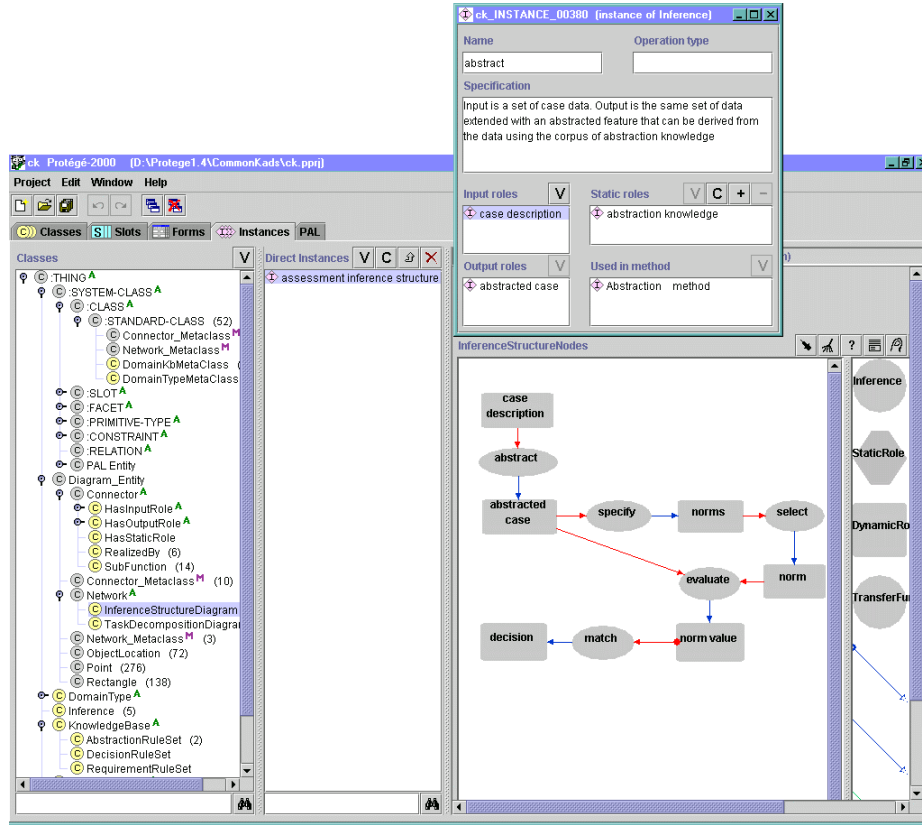 ck_INSTANCE_00380 (instance of Inference)
Name
Operation type
abstract
Specification
Input is a set of case data. Output is the same set of data
extended with an abstracted feature that can be derived from
the data using the corpus of abstraction knowledge
Input roles V
Static roles V C + −
case description
abstraction knowledge
Output roles V
Used in method V
abstracted case
Abstraction method
ck Protégé-2000 (D:\Protege1.4\CommonKads\ck.pprj)
Project Edit Window Help
Classes Slots Forms Instances PAL
Classes V
:THING A
:SYSTEM-CLASS A
:CLASS A
:STANDARD-CLASS (52)
Connector_Metaclass M
Network_Metaclass M
DomainKbMetaClass (
DomainTypeMetaClass
:SLOT A
:FACET A
:PRIMITIVE-TYPE A
:CONSTRAINT A
:RELATION A
PAL Entity
Diagram_Entity
Connector A
HasInputRole A
HasOutputRole A
HasStaticRole
RealizedBy (6)
SubFunction (14)
Connector_Metaclass M (10)
Network A
InferenceStructureDiagram
TaskDecompositionDiagra
Network_Metaclass M (3)
ObjectLocation (72)
Point (276)
Rectangle (138)
DomainType A
Inference (5)
KnowledgeBase A
AbstractionRuleSet (2)
DecisionRuleSet
RequirementRuleSet
Direct Instances V C
assessment inference structure
n)
InferenceStructureNodes
?
case
description
abstract
abstracted
case
specify
norms
select
evaluate
norm
decision
match
norm value
Inference
StaticRole
DynamicRo
TransferFu